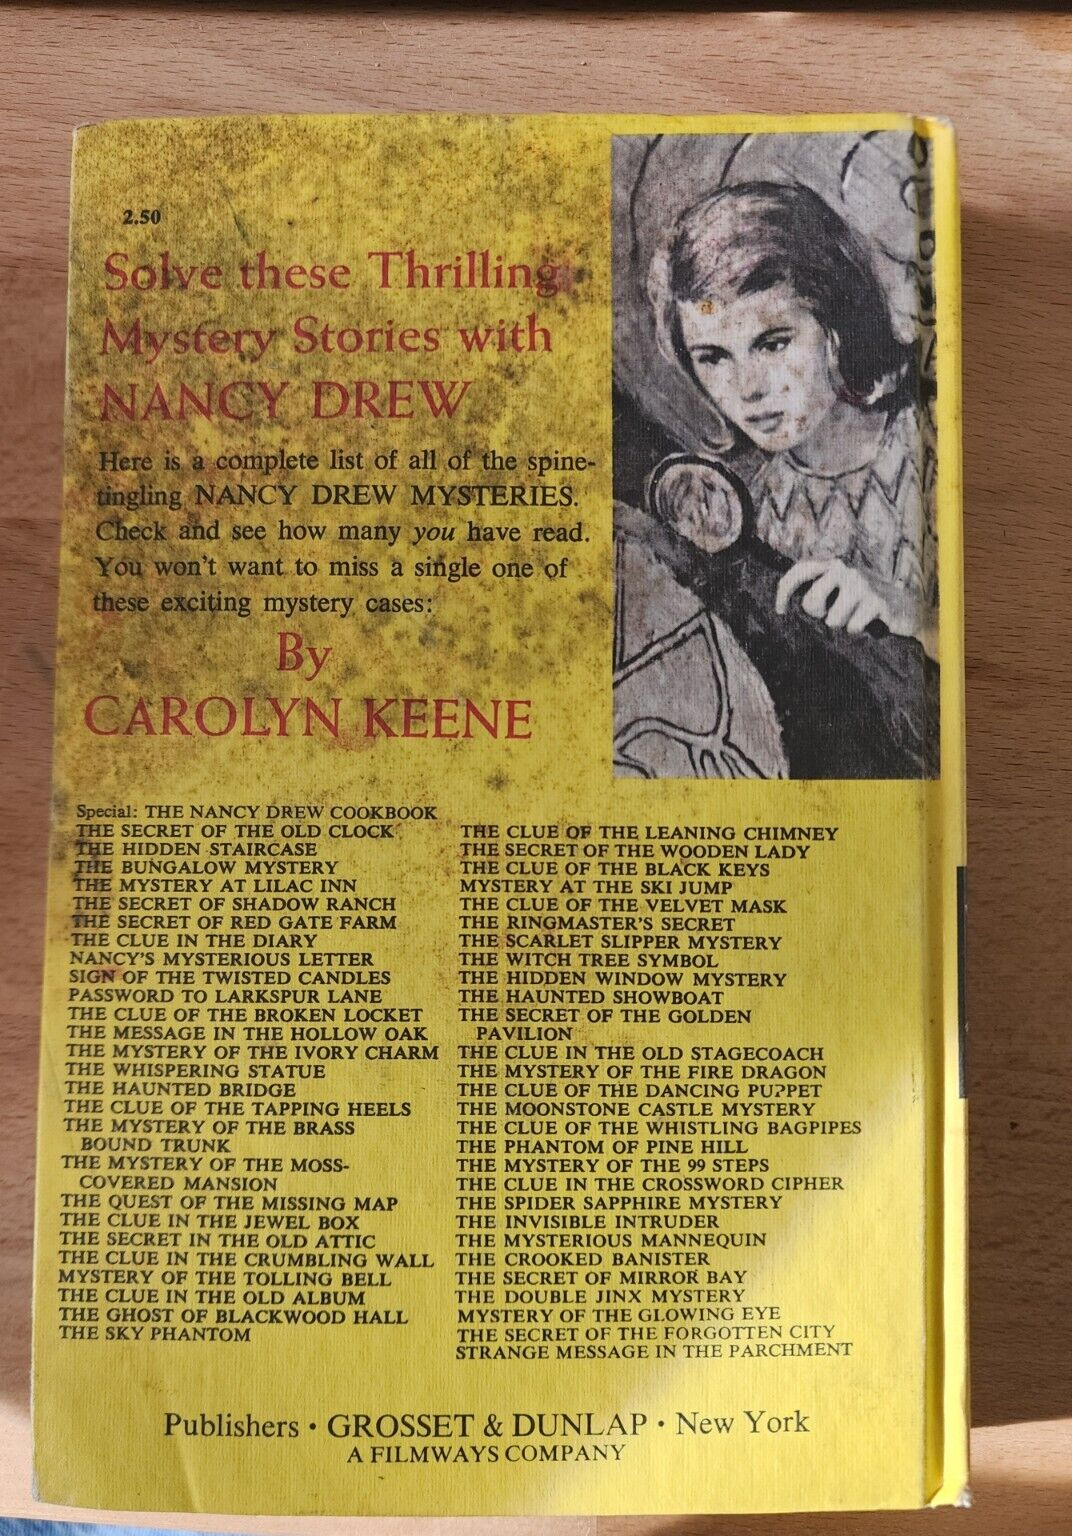 2.50
Solve these Thrilling
Mystery Stories with
NANCY DREW
Here is a complete list of all of the spine-
tingling NANCY DREW MYSTERIES.
Check and see how many you have read.
You won't want to miss a single one of
these exciting mystery cases:
By
CAROLYN KEENE
Special: THE NANCY DREW COOKBOOK
THE SECRET OF THE OLD CLOCK
THE HIDDEN STAIRCASE
THE BUNGALOW MYSTERY
THE MYSTERY AT LILAC INN
THE SECRET OF SHADOW RANCH
THE SECRET OF RED GATE FARM
THE CLUE IN THE DIARY
NANCY'S MYSTERIOUS LETTER
SIGN OF THE TWISTED CANDLES
PASSWORD TO LARKSPUR LANE
THE CLUE OF THE BROKEN LOCKET
THE MESSAGE IN THE HOLLOW OAK
THE MYSTERY OF THE IVORY CHARM
THE WHISPERING STATUE
THE HAUNTED BRIDGE
THE CLUE OF THE TAPPING HEELS
THE MYSTERY OF THE BRASS
BOUND TRUNK
THE MYSTERY OF THE MOSS-
COVERED MANSION
THE QUEST OF THE MISSING MAP
THE CLUE IN THE JEWEL BOX
THE SECRET IN THE OLD ATTIC
THE CLUE IN THE CRUMBLING WALL
MYSTERY OF THE TOLLING BELL
THE CLUE IN THE OLD ALBUM
THE GHOST OF BLACKWOOD HALL
THE SKY PHANTOM
THE CLUE OF THE LEANING CHIMNEY
THE SECRET OF THE WOODEN LADY
THE CLUE OF THE BLACK KEYS
MYSTERY AT THE SKI JUMP
THE CLUE OF THE VELVET MASK
THE RINGMASTER'S SECRET
THE SCARLET SLIPPER MYSTERY
THE WITCH TREE SYMBOL
THE HIDDEN WINDOW MYSTERY
THE HAUNTED SHOWBOAT
THE SECRET OF THE GOLDEN
PAVILION
THE CLUE IN THE OLD STAGECOACH
THE MYSTERY OF THE FIRE DRAGON
THE CLUE OF THE DANCING PUPPET
THE MOONSTONE CASTLE MYSTERY
THE CLUE OF THE WHISTLING BAGPIPES
THE PHANTOM OF PINE HILL
THE MYSTERY OF THE 99 STEPS
THE CLUE IN THE CROSSWORD CIPHER
THE SPIDER SAPPHIRE MYSTERY
THE INVISIBLE INTRUDER
THE MYSTERIOUS MANNEQUIN
THE CROOKED BANISTER
THE SECRET OF MIRROR BAY
THE DOUBLE JINX MYSTERY
MYSTERY OF THE GLOWING EYE
THE SECRET OF THE FORGOTTEN CITY
STRANGE MESSAGE IN THE PARCHMENT
Publishers • GROSSET & DUNLAP • New York
A FILMWAYS COMPANY